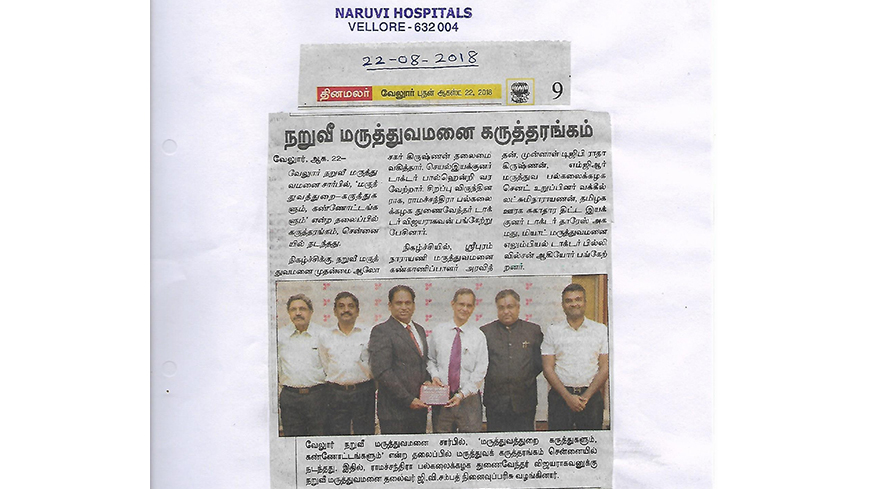 NARUVI HOSPITALS
VELLORE - 632 004
22-08-2018
தினமலர் வேலூர் புதன் ஆகஸ்ட் 22, 2018 9
நறுவீ மருத்துவமனை கருத்தரங்கம்
வேலூர், ஆக. 22–
வேலூர் நறுவீ மருத்து
வமனை சார்பில், 'மருத்
துவத்துறை–கருத்துக
ளும், கண்ணோட்டங்க
ளும்' என்ற தலைப்பில்
கருத்தரங்கம், சென்னை
யில் நடந்தது.
நிகழ்ச்சிக்கு, நறுவீ மருத்
துவமனை முதன்மை ஆலோ
சகர் கிருஷ்ணன் தலைமை
வகித்தார். செயல்இயக்குனர்
டாக்டர் பால்ஹென்றி வர
வேற்றார். சிறப்பு விருந்தின
ராக, ராமச்சந்திரா பல்கலை
க்கழக துணைவேந்தர் டாக்
டர் விஜயராகவன் பங்கேற்று
பேசினார்.
நிகழ்ச்சியில், ஸ்ரீபுரம்
நாராயணி மருத்துவமனை
கண்காணிப்பாளர் அரவிந்
தன், முன்னாள் டிஜிபி ராதா
கிருஷ்ணன், எம்ஜிஆர்
மருத்துவ பல்கலைக்கழக
செனட் உறுப்பினர் வக்கீல்
லட்சுமிநாராயணன், தமிழக
ஊரக சுகாதார திட்ட இயக்
குனர் டாக்டர் தாரேஸ் அக
மது, மியாட் மருத்துவமனை
எலும்பியல் டாக்டர் பில்லி
வில்சன் ஆகியோர் பங்கேற்
றனர்.
வேலூர் நறுவீ மருத்துவமனை சார்பில், 'மருத்துவத்துறை கருத்துகளும்,
கண்ணோட்டங்களும்' என்ற தலைப்பில் மருத்துவக் கருத்தரங்கம் சென்னையில்
நடந்தது. இதில், ராமச்சந்திரா பல்கலைக்கழக துணைவேந்தர் விஜயராகவனுக்கு
நறுவீ மருத்துவமனை தலைவர் ஜி.வி.சம்பத் நினைவுப்பரிசு வழங்கினார்.